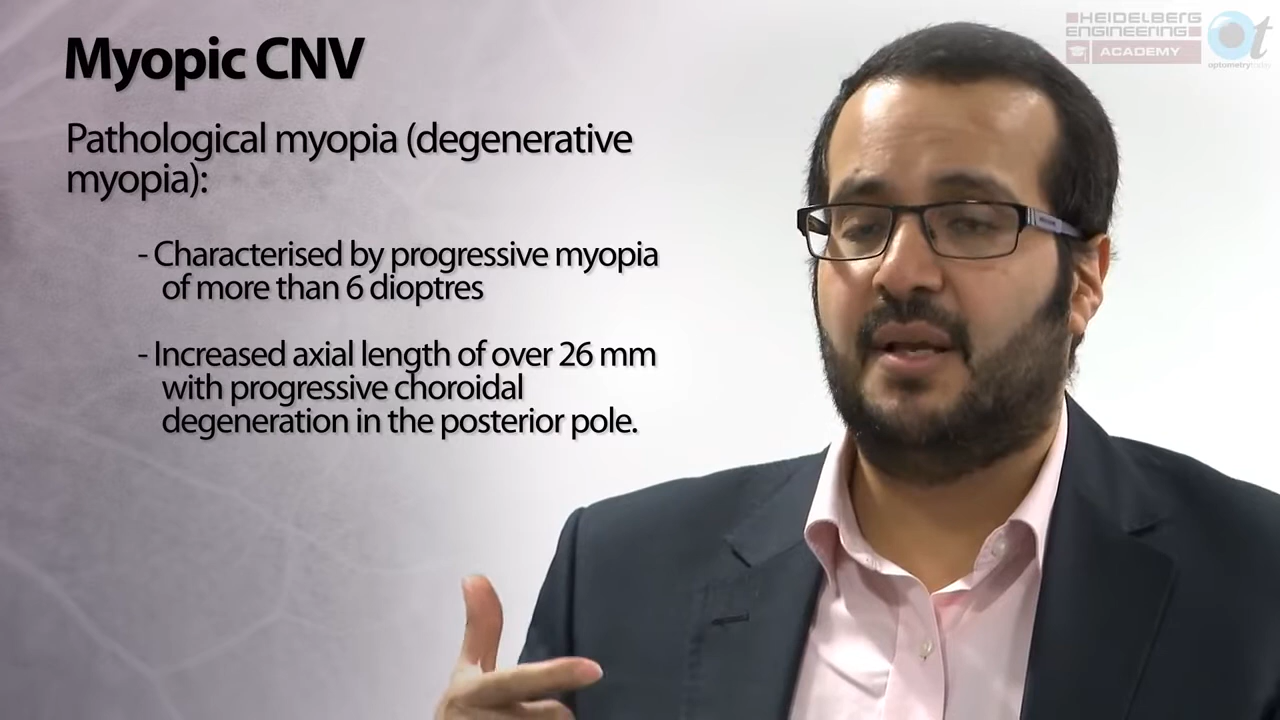 Myopic CNV
Pathological myopia (degenerative
myopia):
- Characterised by progressive myopia
of more than 6 dioptres
- Increased axial length of over 26 mm
with progressive choroidal
degeneration in the posterior pole.
HEIDELBERG
ENGINEERING
ACADEMY
ot
optometrytoday